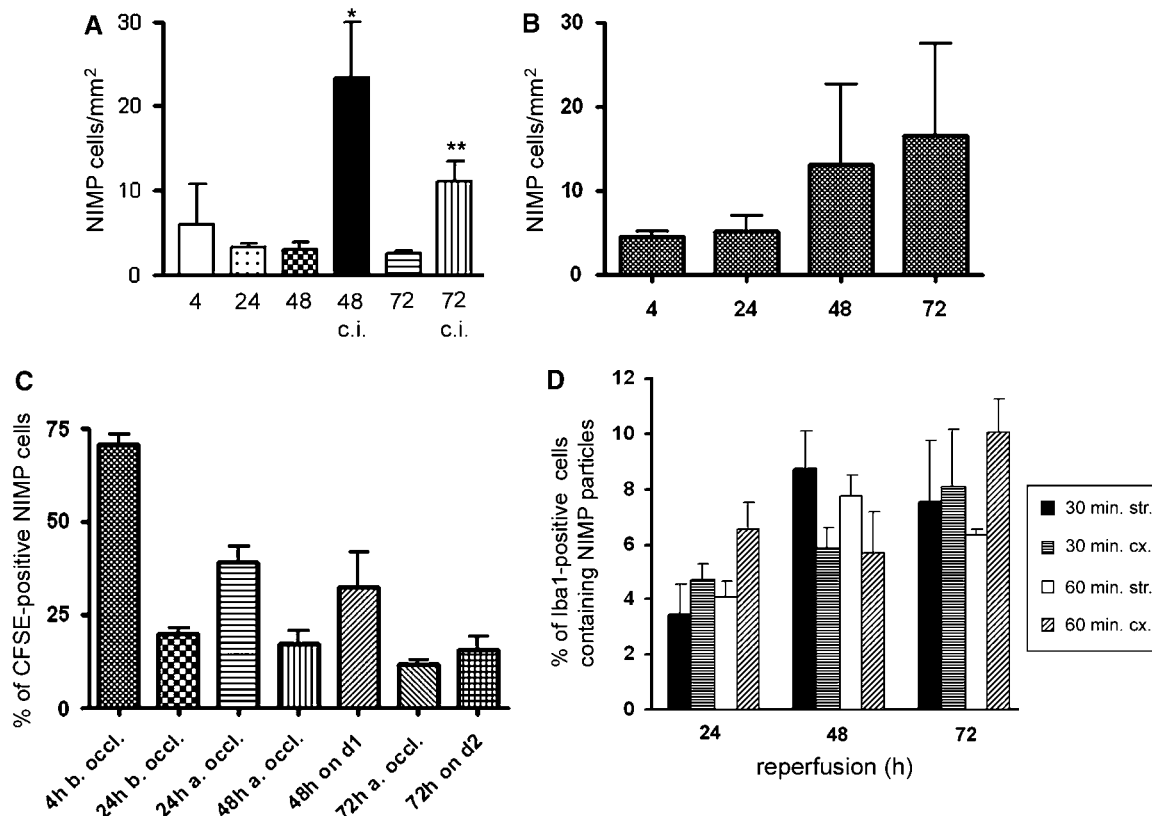 A
NIMP cells/mm2
30
20
10
0
*
**
4 24 48 48 72 72
c.i. c.i.
B
NIMP cells/mm2
30
20
10
0
4 24 48 72
C
% of CFSE-positive NIMP cells
75
50
25
0
4h b. occl.
24h b. occl.
24h a. occl.
48h a. occl.
48h on d1
72h a. occl.
72h on d2
D
% of Iba1-positive cells
containing NIMP particles
12
10
8
6
4
2
0
24 48 72
reperfusion (h)
30 min. str.
30 min. cx.
60 min. str.
60 min. cx.